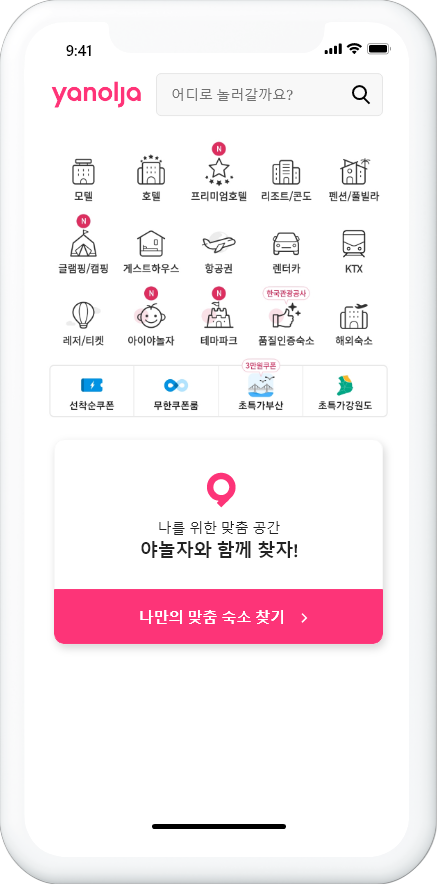 9:41
yanolja
어디로 놀러갈까요?
N
모텔 호텔 프리미엄호텔 리조트/콘도 펜션/풀빌라
N
글램핑/캠핑 게스트하우스 항공권 렌터카 KTX
N N 한국관광공사
레저/티켓 아이야놀자 테마파크 품질인증숙소 해외숙소
3만원쿠폰
선착순쿠폰 무한쿠폰룸 초특가부산 초특가강원도
나를 위한 맞춤 공간
야놀자와 함께 찾자!
나만의 맞춤 숙소 찾기